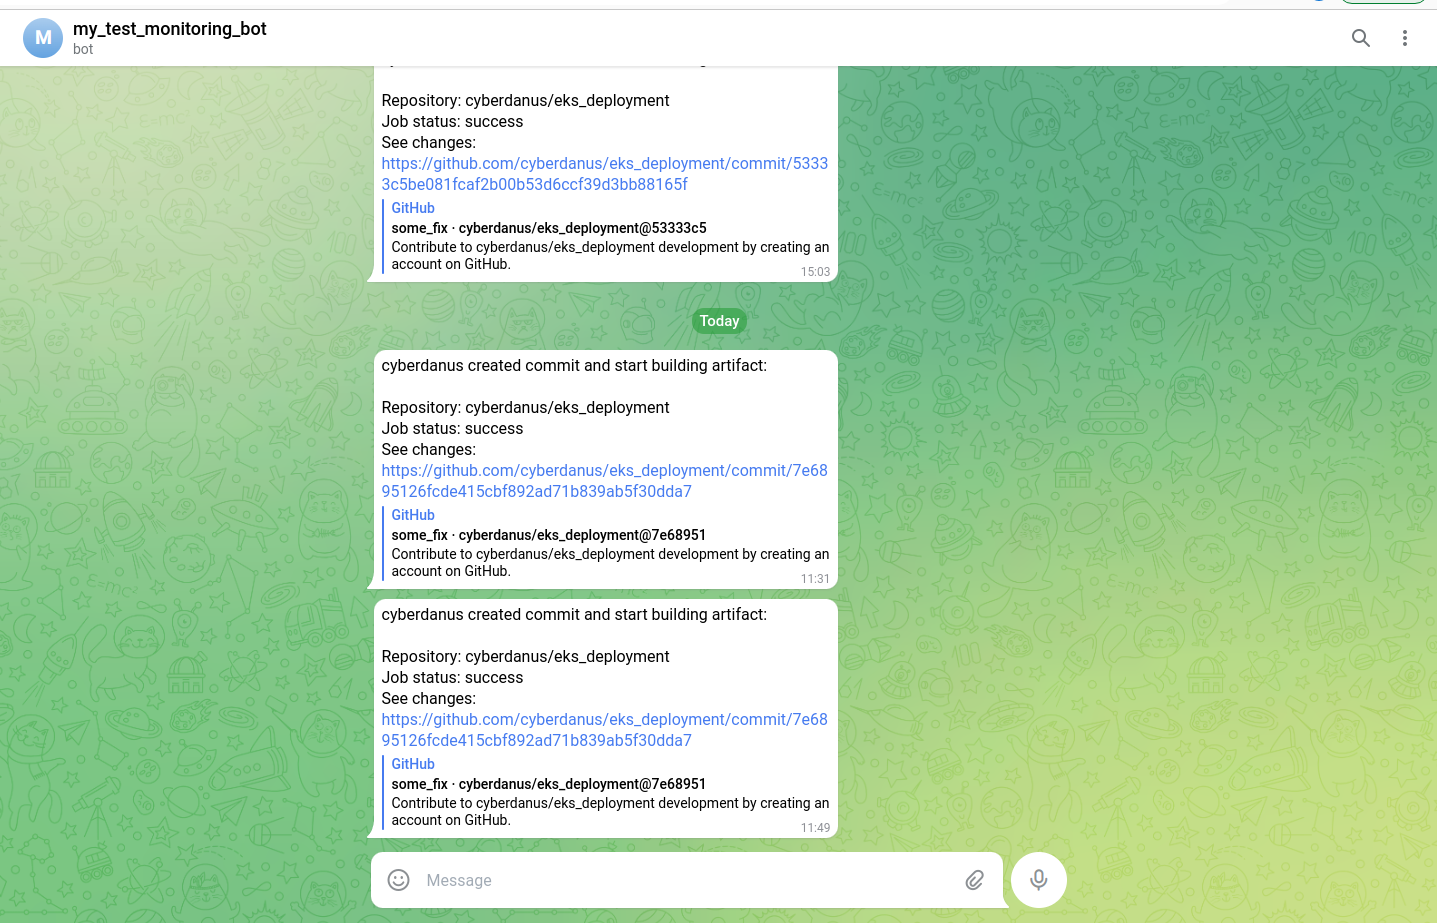 M
my_test_monitoring_bot
bot
Repository: cyberdanus/eks_deployment
Job status: success
See changes:
https://github.com/cyberdanus/eks_deployment/commit/5333
3c5be081fcaf2b00b53d6ccf39d3bb88165f
GitHub
some_fix · cyberdanus/eks_deployment@53333c5
Contribute to cyberdanus/eks_deployment development by creating an
account on GitHub.
15:03
Today
cyberdanus created commit and start building artifact:
Repository: cyberdanus/eks_deployment
Job status: success
See changes:
https://github.com/cyberdanus/eks_deployment/commit/7e68
95126fcde415cbf892ad71b839ab5f30dda7
GitHub
some_fix · cyberdanus/eks_deployment@7e68951
Contribute to cyberdanus/eks_deployment development by creating an
account on GitHub.
11:31
cyberdanus created commit and start building artifact:
Repository: cyberdanus/eks_deployment
Job status: success
See changes:
https://github.com/cyberdanus/eks_deployment/commit/7e68
95126fcde415cbf892ad71b839ab5f30dda7
GitHub
some_fix · cyberdanus/eks_deployment@7e68951
Contribute to cyberdanus/eks_deployment development by creating an
account on GitHub.
11:49
Message